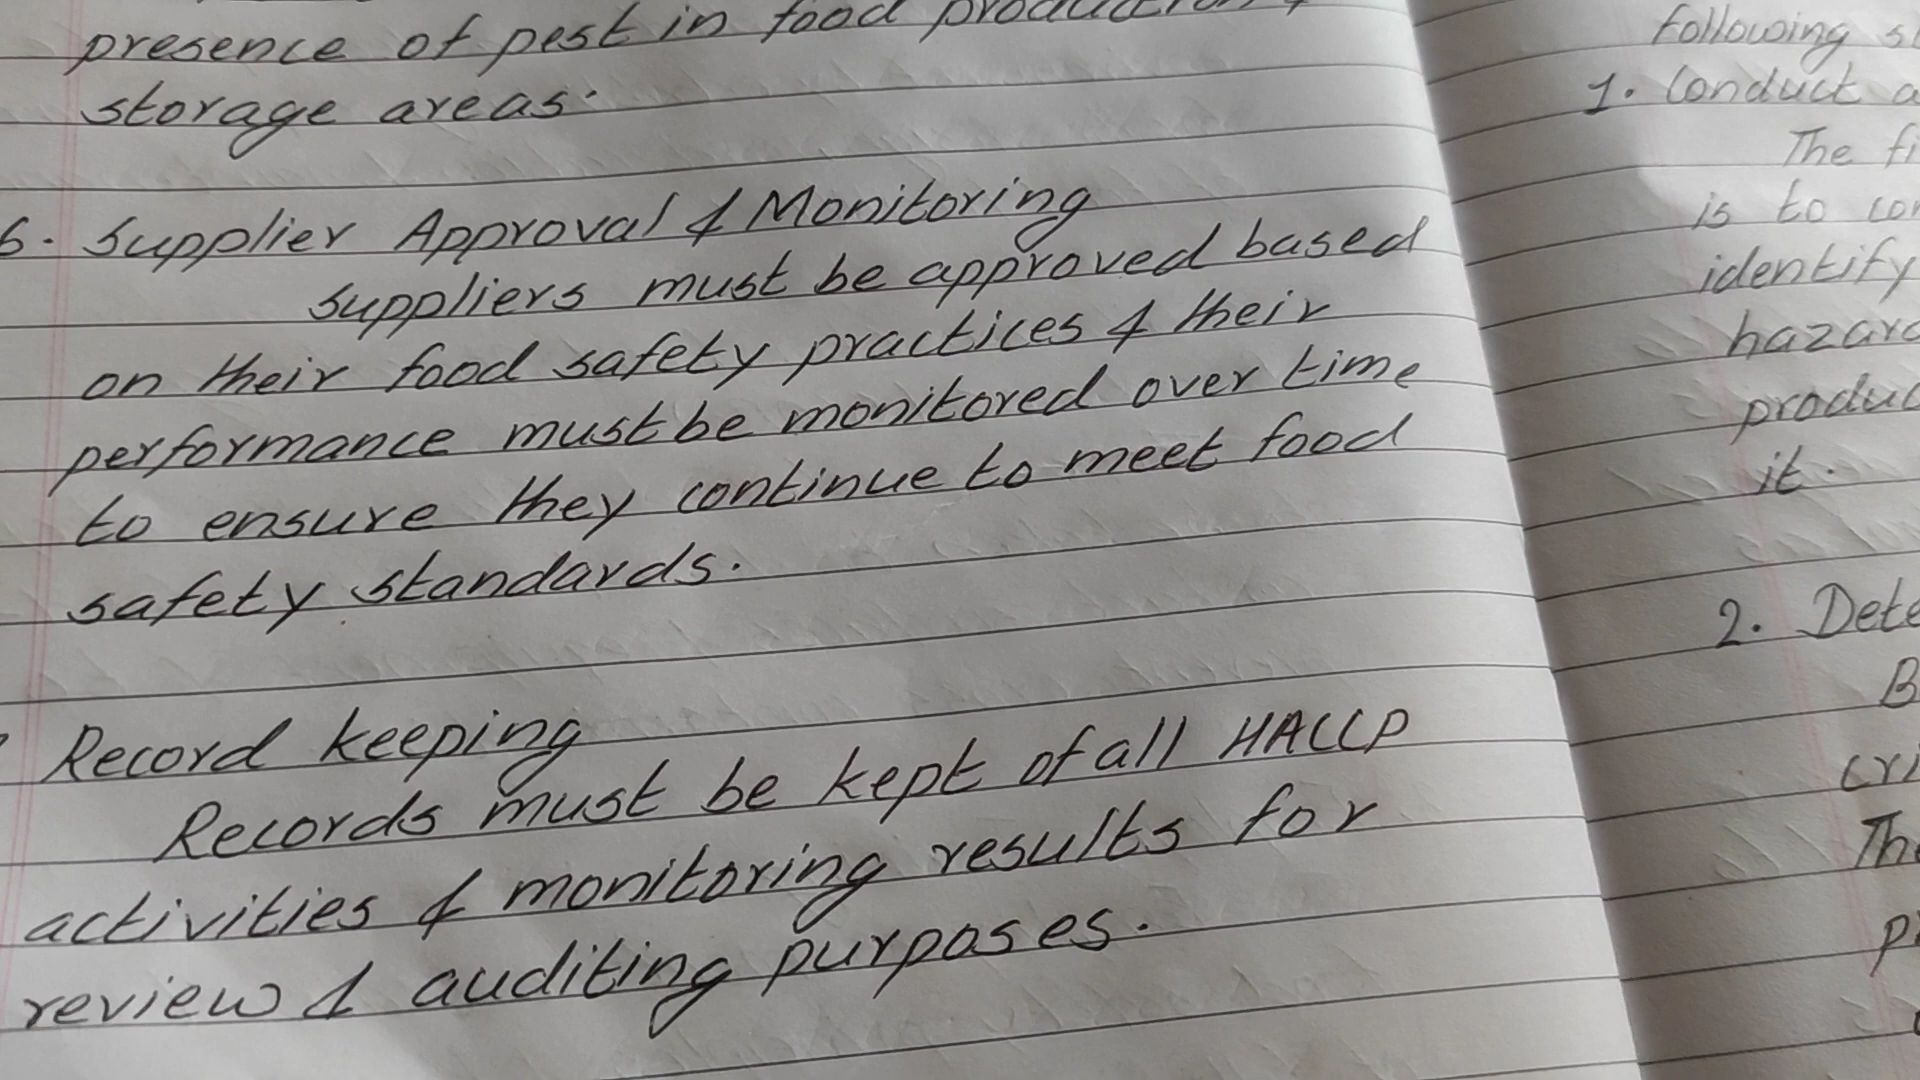 presence of pest in food production &
storage areas.
6. Supplier Approval & Monitoring
suppliers must be approved based
on their food safety practices & their
performance must be monitored over time
to ensure they continue to meet food
safety standards.
Record keeping
Records must be kept of all HACCP
activities & monitoring results for
review & auditing purposes.
following
1. Conduct a
The
is to
identify
it.
2.